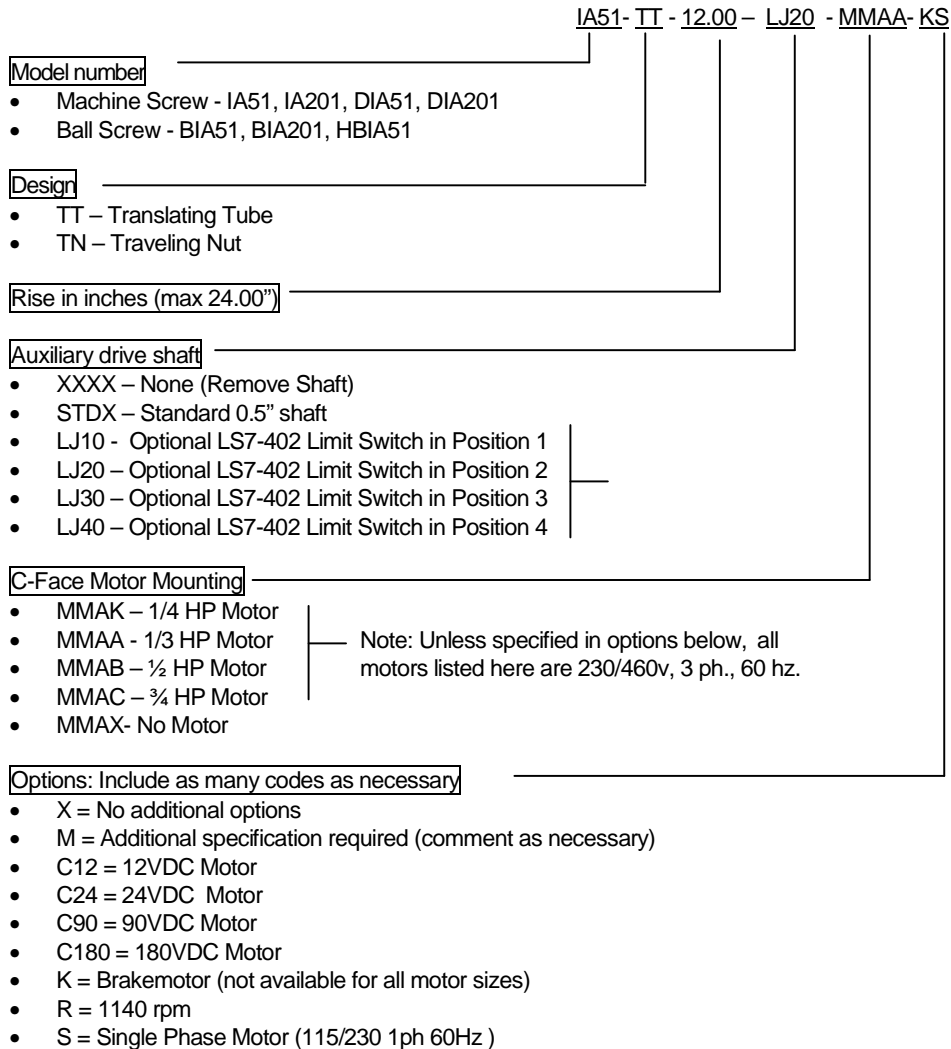 IA51- TT - 12.00 – LJ20 - MMAA- KS
Model number
• Machine Screw - IA51, IA201, DIA51, DIA201
• Ball Screw - BIA51, BIA201, HBIA51
Design
• TT – Translating Tube
• TN – Traveling Nut
Rise in inches (max 24.00”)
Auxiliary drive shaft
• XXXX – None (Remove Shaft)
• STDX – Standard 0.5” shaft
• LJ10 - Optional LS7-402 Limit Switch in Position 1
• LJ20 – Optional LS7-402 Limit Switch in Position 2
• LJ30 – Optional LS7-402 Limit Switch in Position 3
• LJ40 – Optional LS7-402 Limit Switch in Position 4
C-Face Motor Mounting
• MMAK – 1/4 HP Motor
• MMAA - 1/3 HP Motor
• MMAB – ½ HP Motor
• MMAC – ¾ HP Motor
• MMAX- No Motor
Note: Unless specified in options below, all
motors listed here are 230/460v, 3 ph., 60 hz.
Options: Include as many codes as necessary
• X = No additional options
• M = Additional specification required (comment as necessary)
• C12 = 12VDC Motor
• C24 = 24VDC Motor
• C90 = 90VDC Motor
• C180 = 180VDC Motor
• K = Brakemotor (not available for all motor sizes)
• R = 1140 rpm
• S = Single Phase Motor (115/230 1ph 60Hz )